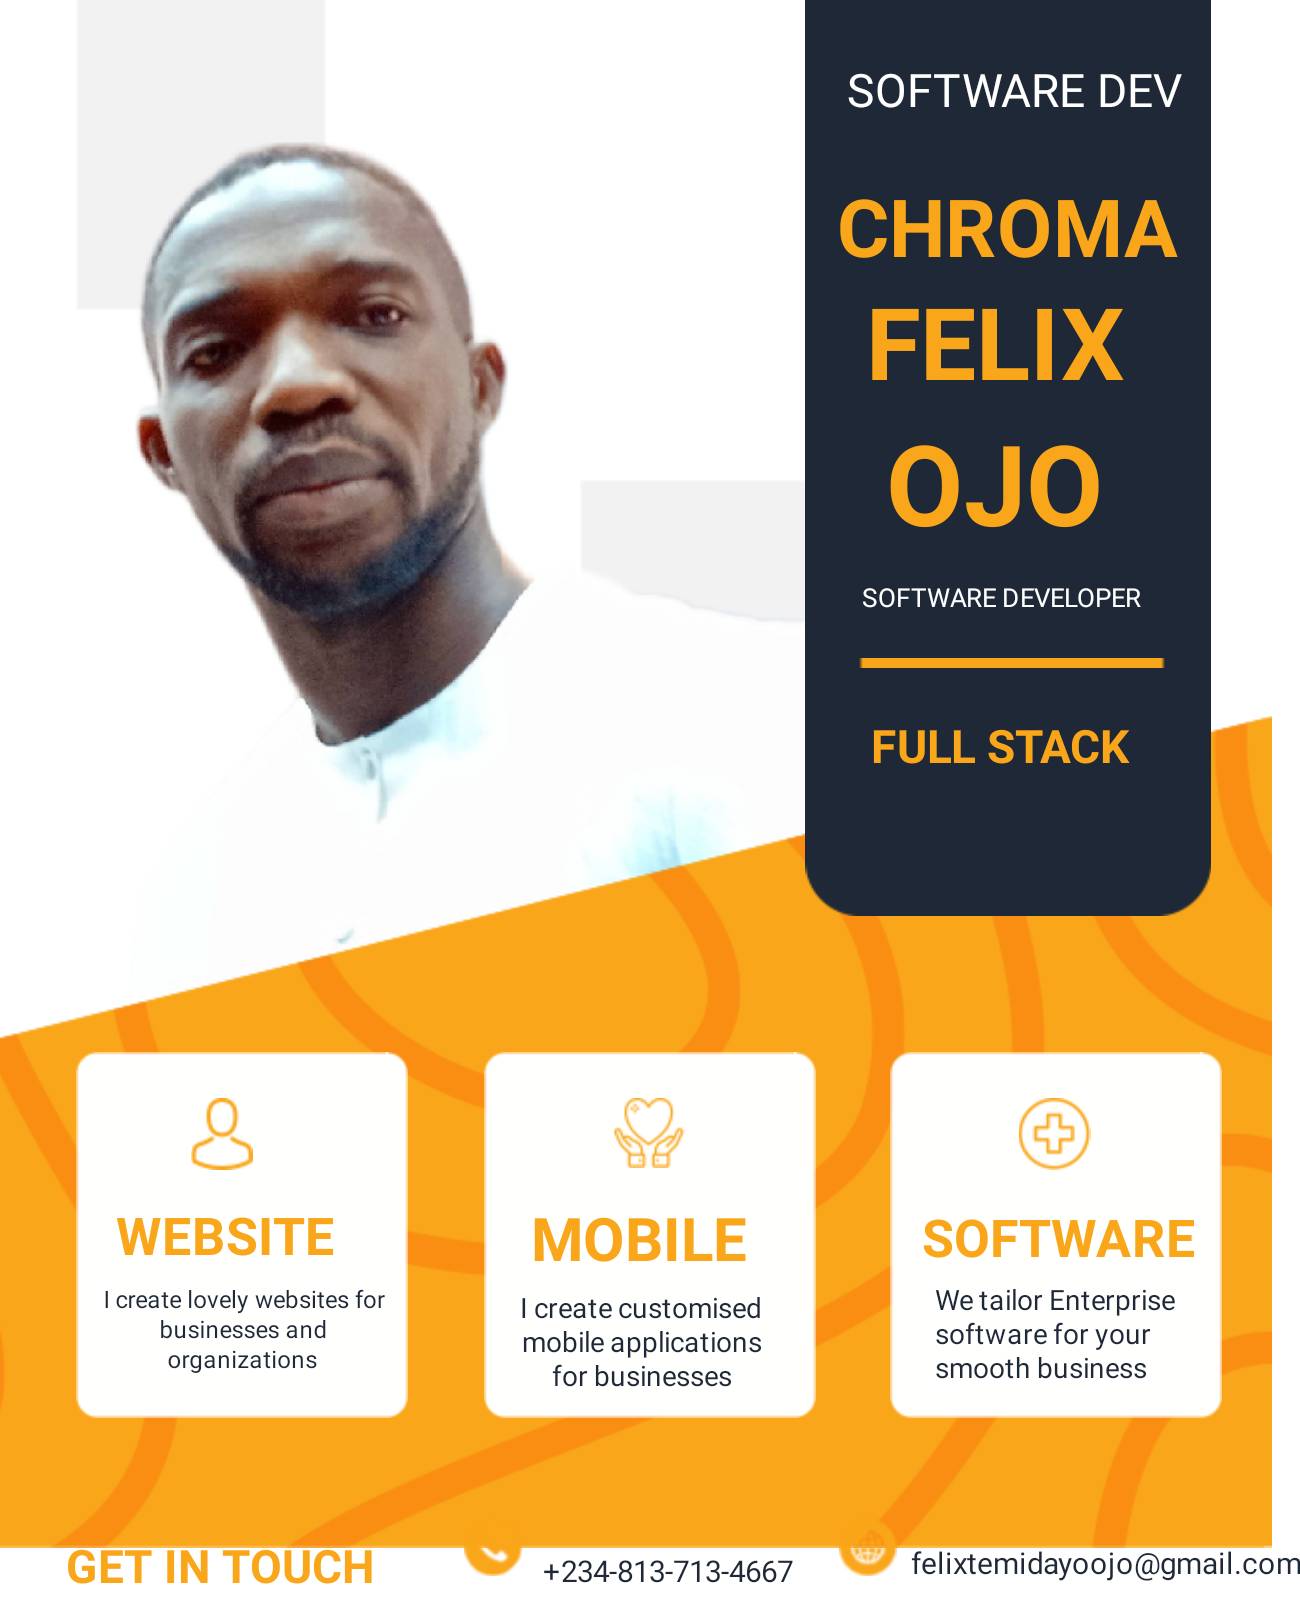 SOFTWARE DEV
CHROMA
FELIX
OJO
SOFTWARE DEVELOPER
FULL STACK
WEBSITE
I create lovely websites for
businesses and
organizations
MOBILE
I create customised
mobile applications
for businesses
SOFTWARE
We tailor Enterprise
software for your
smooth business
GET IN TOUCH
+234-813-713-4667
felixtemidayoojo@gmail.com